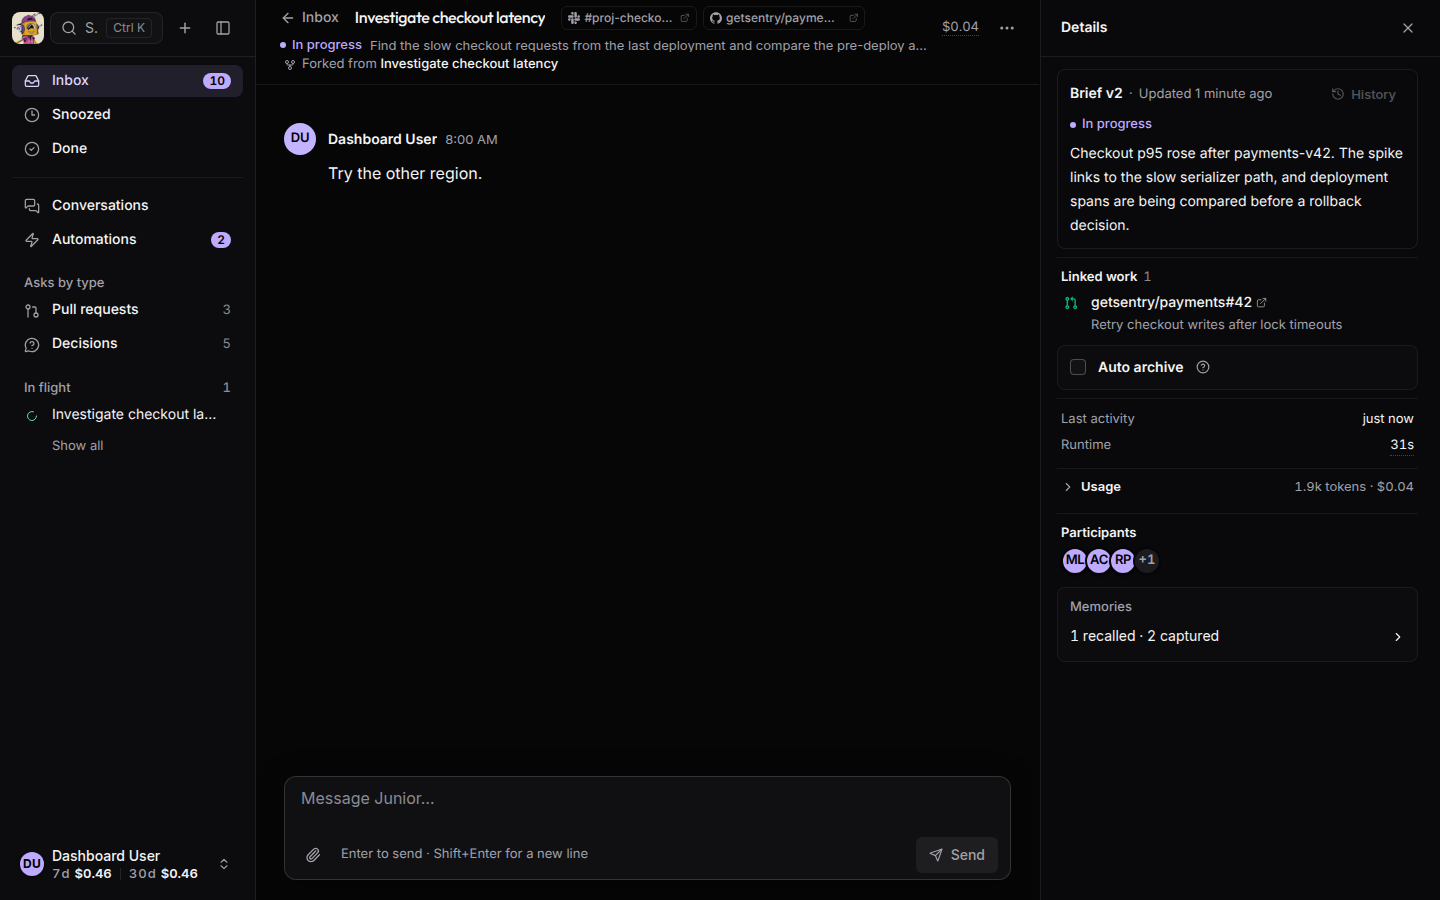 S.
Ctrl K
Inbox
10
Snoozed
Done
Conversations
Automations
2
Asks by type
Pull requests
3
Decisions
5
In flight
1
Investigate checkout la...
Show all
DU
Dashboard User
7d $0.46 | 30d $0.46
Inbox
Investigate checkout latency
#proj-checko...
getsentry/payme...
$0.04
In progress Find the slow checkout requests from the last deployment and compare the pre-deploy a...
Forked from Investigate checkout latency
DU
Dashboard User 8:00 AM
Try the other region.
Message Junior...
Enter to send · Shift+Enter for a new line
Send
Details
Brief v2 · Updated 1 minute ago
History
In progress
Checkout p95 rose after payments-v42. The spike
links to the slow serializer path, and deployment
spans are being compared before a rollback
decision.
Linked work 1
getsentry/payments#42
Retry checkout writes after lock timeouts
Auto archive
Last activity
just now
Runtime
31s
Usage
1.9k tokens · $0.04
Participants
ML AC RP +1
Memories
1 recalled · 2 captured